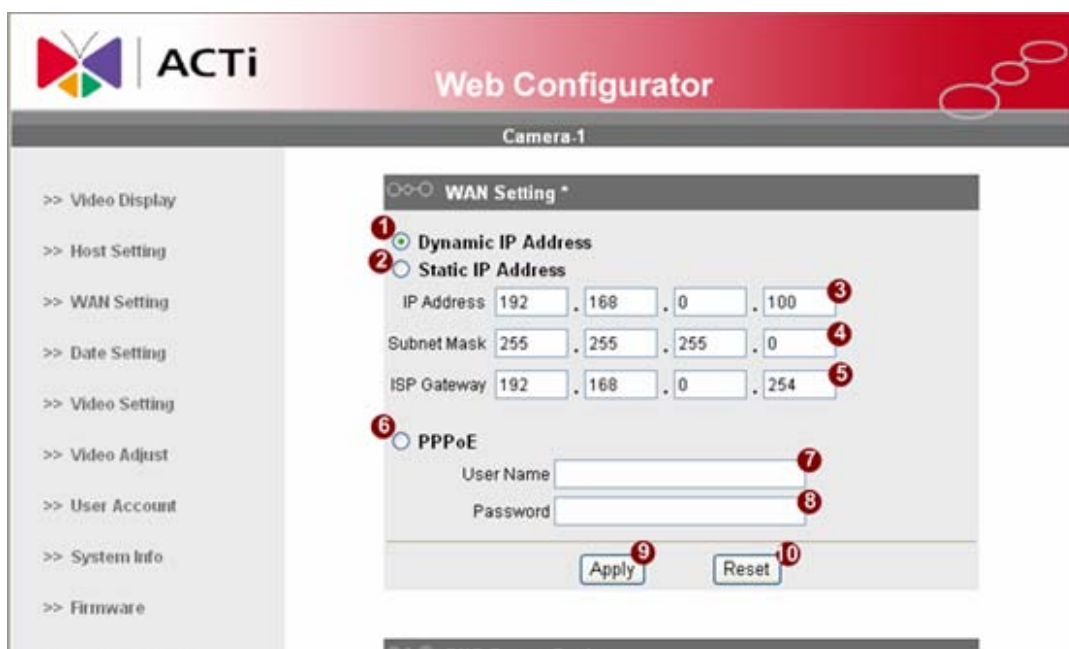 ACTi
Web Configurator
Camera-1
>> Video Display
>> Host Setting
>> WAN Setting
>> Date Setting
>> Video Setting
>> Video Adjust
>> User Account
>> System Info
>> Firmware
WAN Setting *
1 Dynamic IP Address
2 Static IP Address
IP Address 192 . 168 . 0 . 100 3
Subnet Mask 255 . 255 . 255 . 0 4
ISP Gateway 192 . 168 . 0 . 254 5
6 PPPoE
User Name 7
Password 8
Apply 9 Reset 10